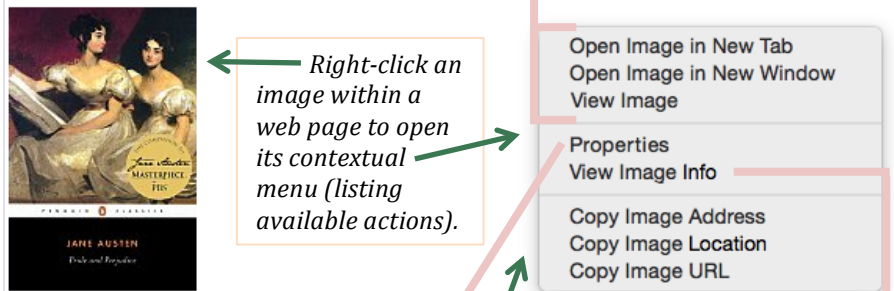 Right-click an
image within a
web page to open
its contextual
menu (listing
available actions).
Open Image in New Tab
Open Image in New Window
View Image
Properties
View Image Info
Copy Image Address
Copy Image Location
Copy Image URL
Jane Austen
MASTERPIECE
PBS
PENGUIN CLASSICS
JANE AUSTEN
Pride and Prejudice